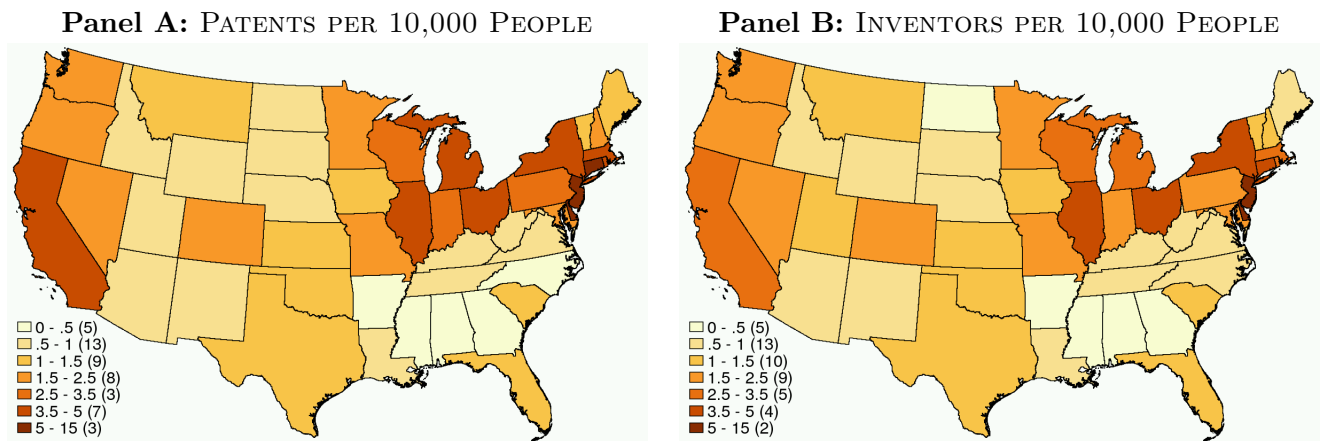 Panel A: PATENTS PER 10,000 PEOPLE
0 - .5 (5)
.5 - 1 (13)
1 - 1.5 (9)
1.5 - 2.5 (8)
2.5 - 3.5 (3)
3.5 - 5 (7)
5 - 15 (3)
Panel B: INVENTORS PER 10,000 PEOPLE
0 - .5 (5)
.5 - 1 (13)
1 - 1.5 (10)
1.5 - 2.5 (9)
2.5 - 3.5 (5)
3.5 - 5 (4)
5 - 15 (2)